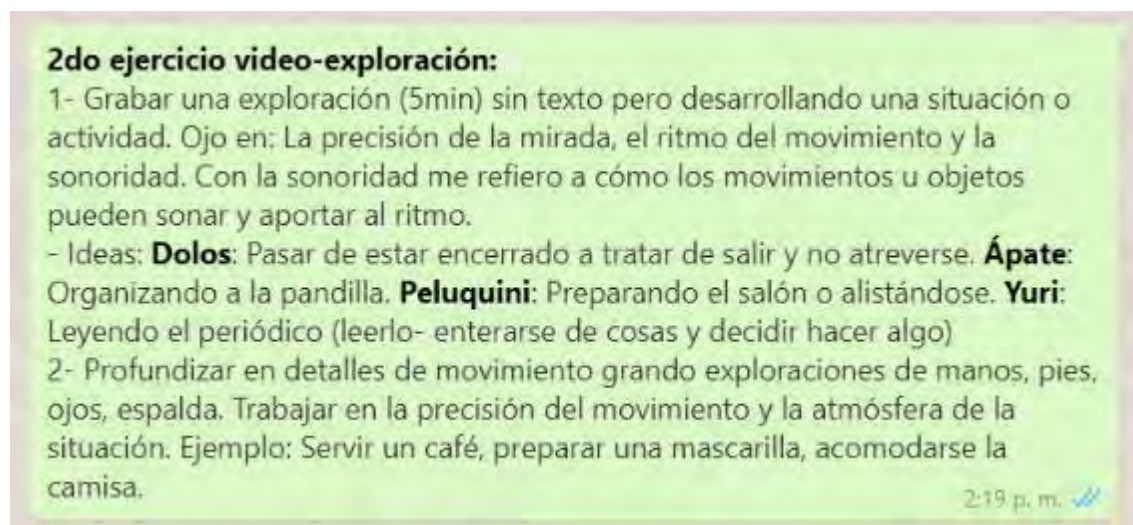 2do ejercicio video-exploración:
1- Grabar una exploración (5min) sin texto pero desarrollando una situación o
actividad. Ojo en: La precisión de la mirada, el ritmo del movimiento y la
sonoridad. Con la sonoridad me refiero a cómo los movimientos u objetos
pueden sonar y aportar al ritmo.
- Ideas: Dolos: Pasar de estar encerrado a tratar de salir y no atreverse. Ápate:
Organizando a la pandilla. Peluquini: Preparando el salón o alistándose. Yuri:
Leyendo el periódico (leerlo- enterarse de cosas y decidir hacer algo)
2- Profundizar en detalles de movimiento grando exploraciones de manos, pies,
ojos, espalda. Trabajar en la precisión del movimiento y la atmósfera de la
situación. Ejemplo: Servir un café, preparar una mascarilla, acomodarse la
camisa.
2:19 p. m.